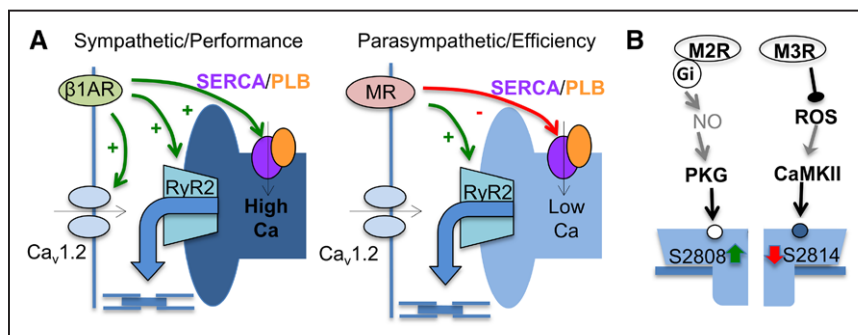 A
Sympathetic/Performance
β1AR
SERCA/PLB
+
+
+
RyR2
High
Ca
Cav1.2
Parasympathetic/Efficiency
MR
SERCA/PLB
-
+
RyR2
Low
Ca
Cav1.2
B
M2R
Gi
NO
PKG
S2808
M3R
ROS
CaMKII
S2814